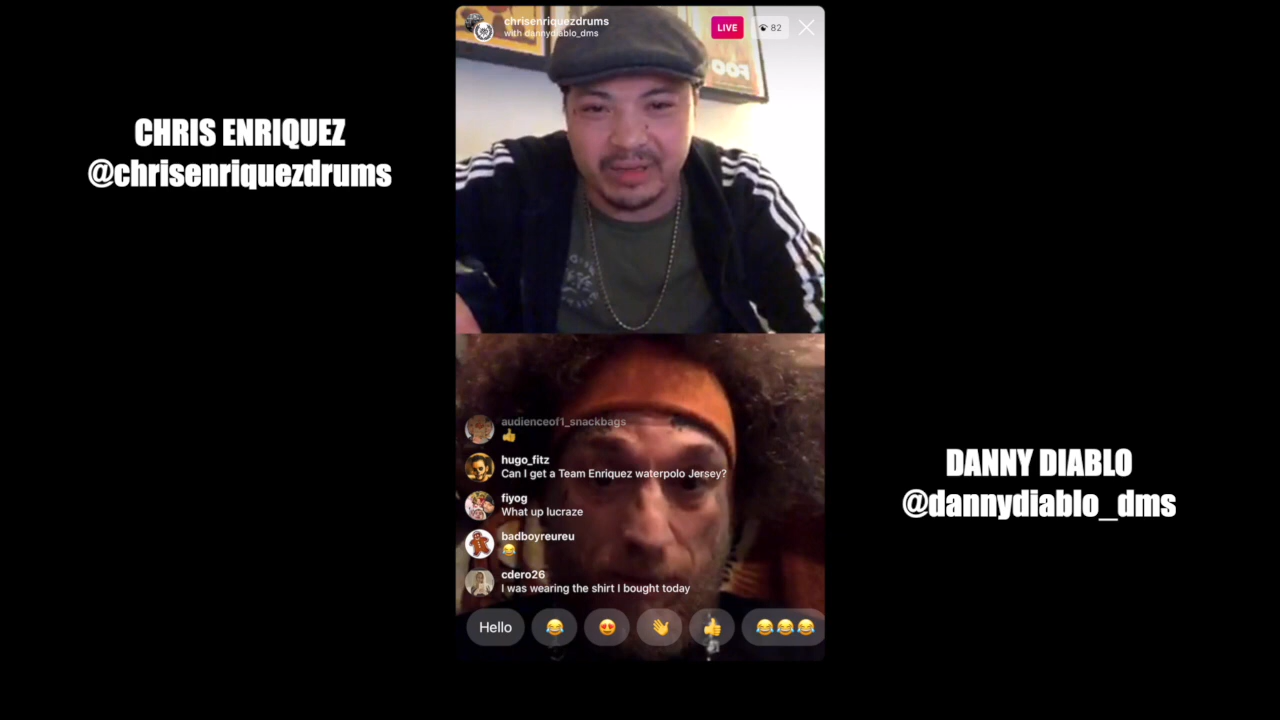 chrisenriquezdrums
with dannydiablo_dms
LIVE
82
FOO
CHRIS ENRIQUEZ
@chrisenriquezdrums
audienceof1_snackbags
👍
hugo_fitz
Can I get a Team Enriquez waterpolo Jersey?
fiyog
What up lucraze
badboyreureu
😂
cdero26
I was wearing the shirt I bought today
DANNY DIABLO
@dannydiablo_dms
Hello 😂 😍 👋 👍 😂😂😂